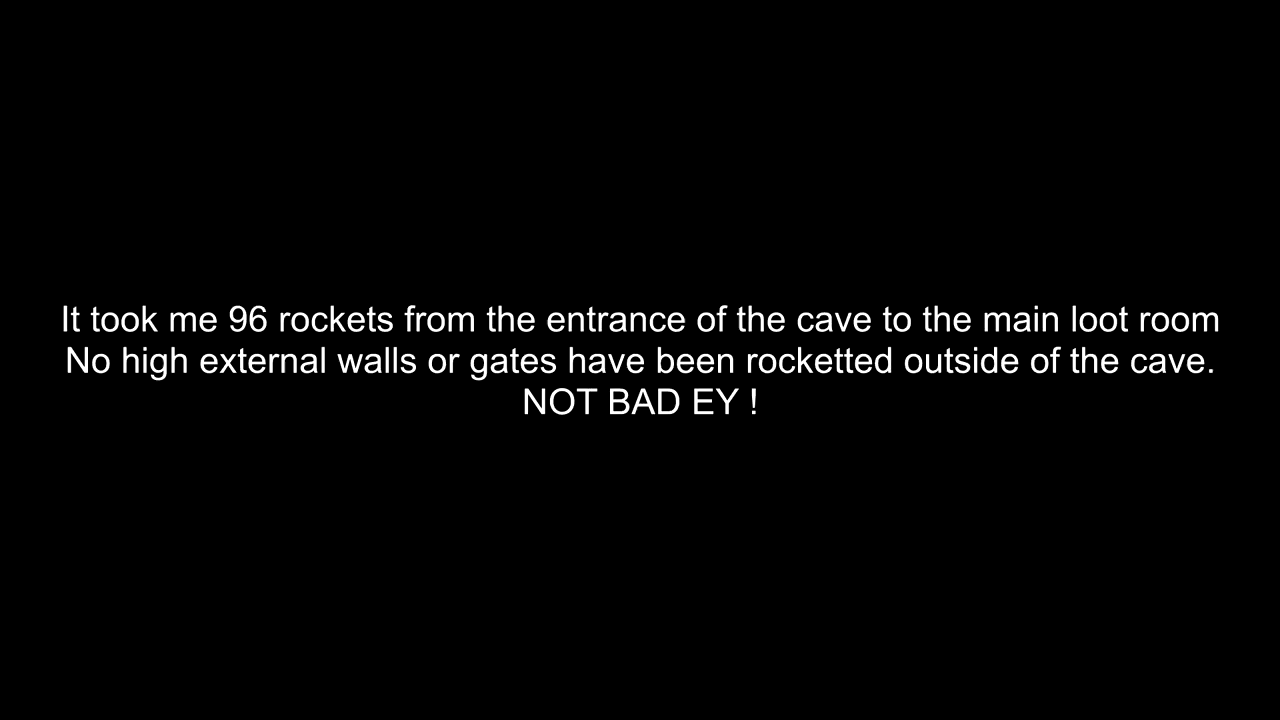 It took me 96 rockets from the entrance of the cave to the main loot room
No high external walls or gates have been rocketted outside of the cave.
NOT BAD EY !